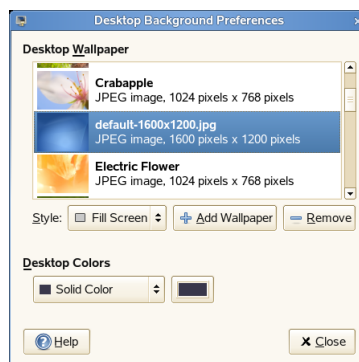 Desktop Background Preferences
Desktop Wallpaper
Crabapple
JPEG image, 1024 pixels x 768 pixels
default-1600x1200.jpg
JPEG image, 1600 pixels x 1200 pixels
Electric Flower
JPEG image, 1024 pixels x 768 pixels
Style: Fill Screen Add Wallpaper Remove
Desktop Colors
Solid Color
Help Close